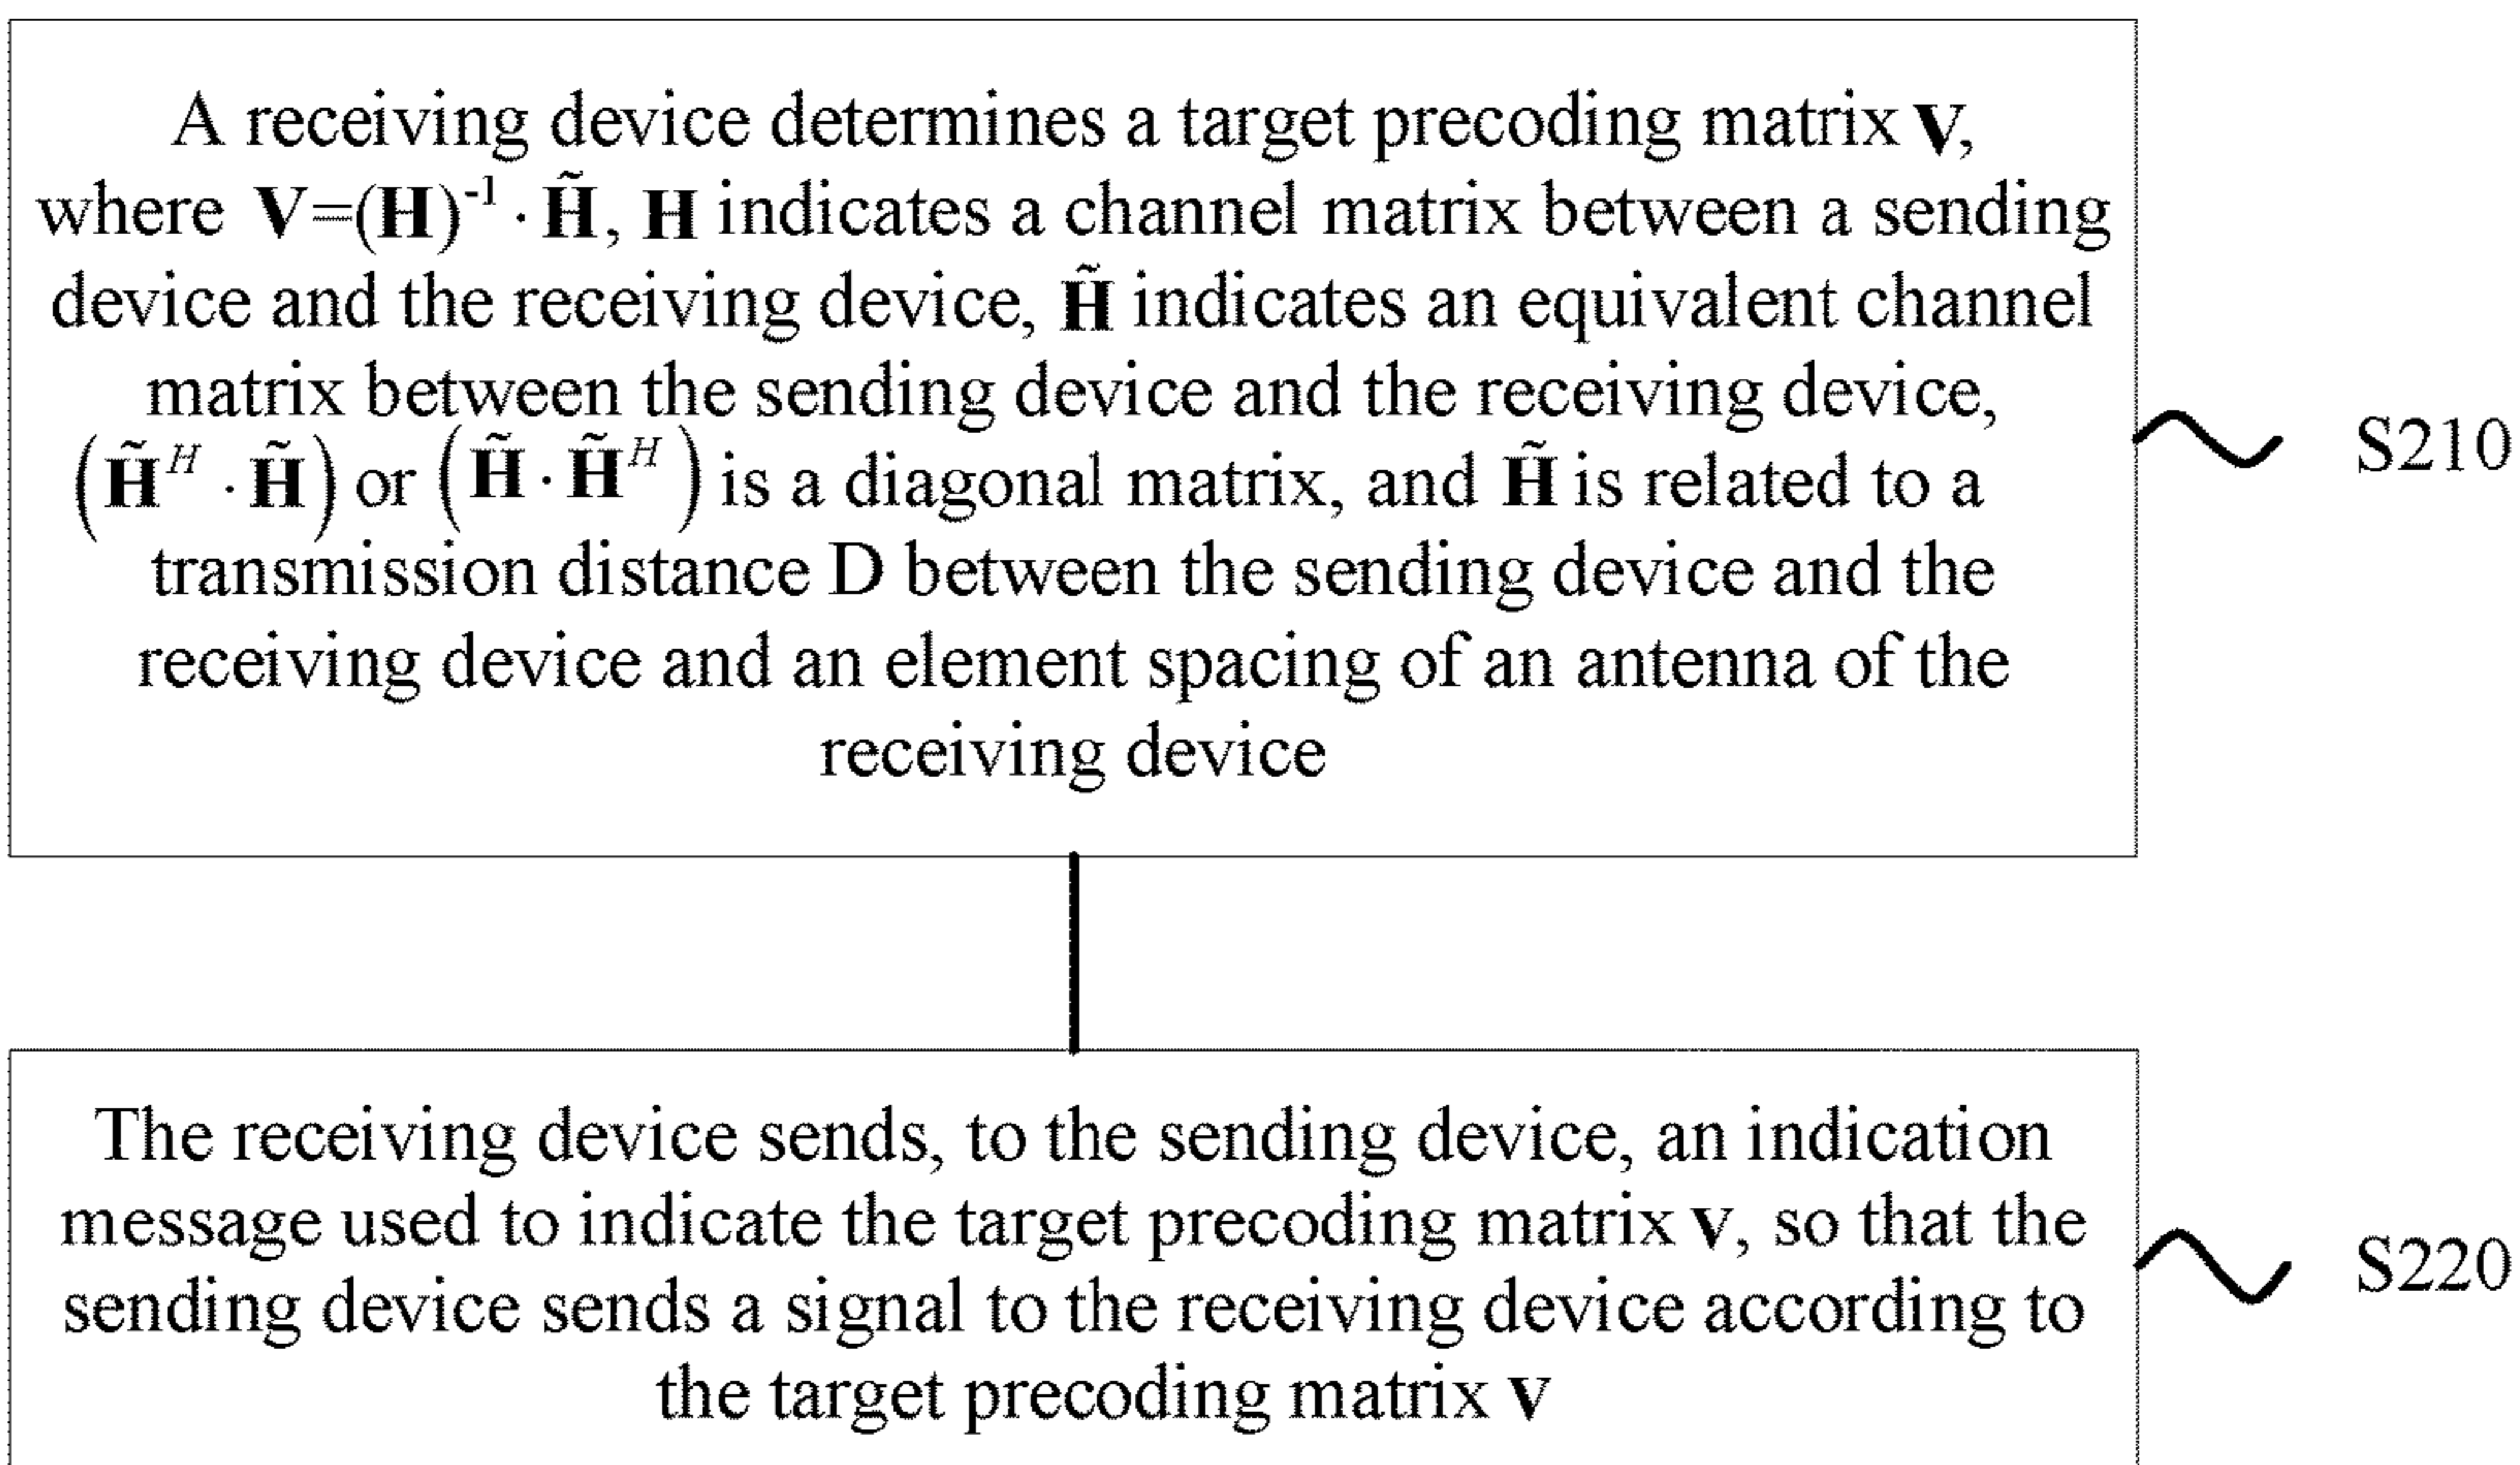 A receiving device determines a target precoding matrix V,
where V=(H)⁻¹ · H̃, H indicates a channel matrix between a sending
device and the receiving device, H̃ indicates an equivalent channel
matrix between the sending device and the receiving device,
(H̃ᴴ · H̃) or (H̃ · H̃ᴴ) is a diagonal matrix, and H̃ is related to a
transmission distance D between the sending device and the
receiving device and an element spacing of an antenna of the
receiving device
S210
The receiving device sends, to the sending device, an indication
message used to indicate the target precoding matrix V, so that the
sending device sends a signal to the receiving device according to
the target precoding matrix V
S220